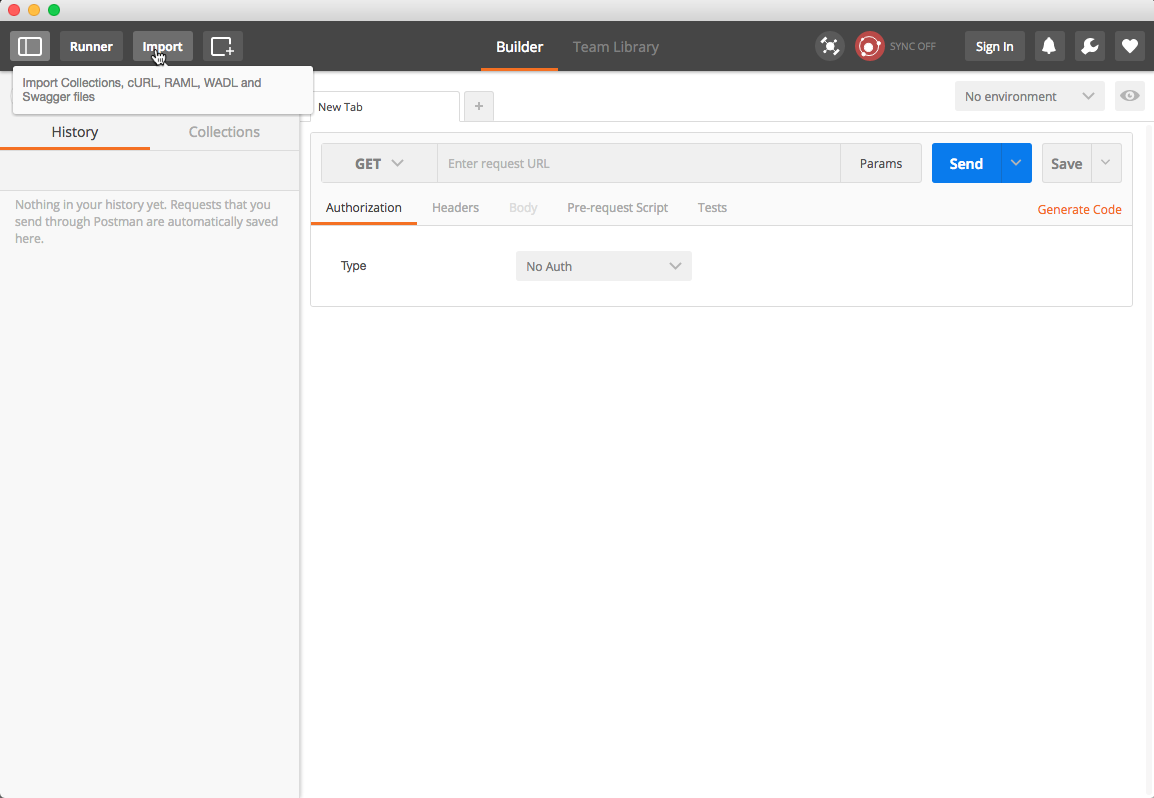 Runner
Import
Builder
Team Library
SYNC OFF
Sign In
Import Collections, cURL, RAML, WADL and
Swagger files
New Tab
+
No environment
History
Collections
GET
Enter request URL
Params
Send
Save
Nothing in your history yet. Requests that you
send through Postman are automatically saved
here.
Authorization
Headers
Body
Pre-request Script
Tests
Generate Code
Type
No Auth